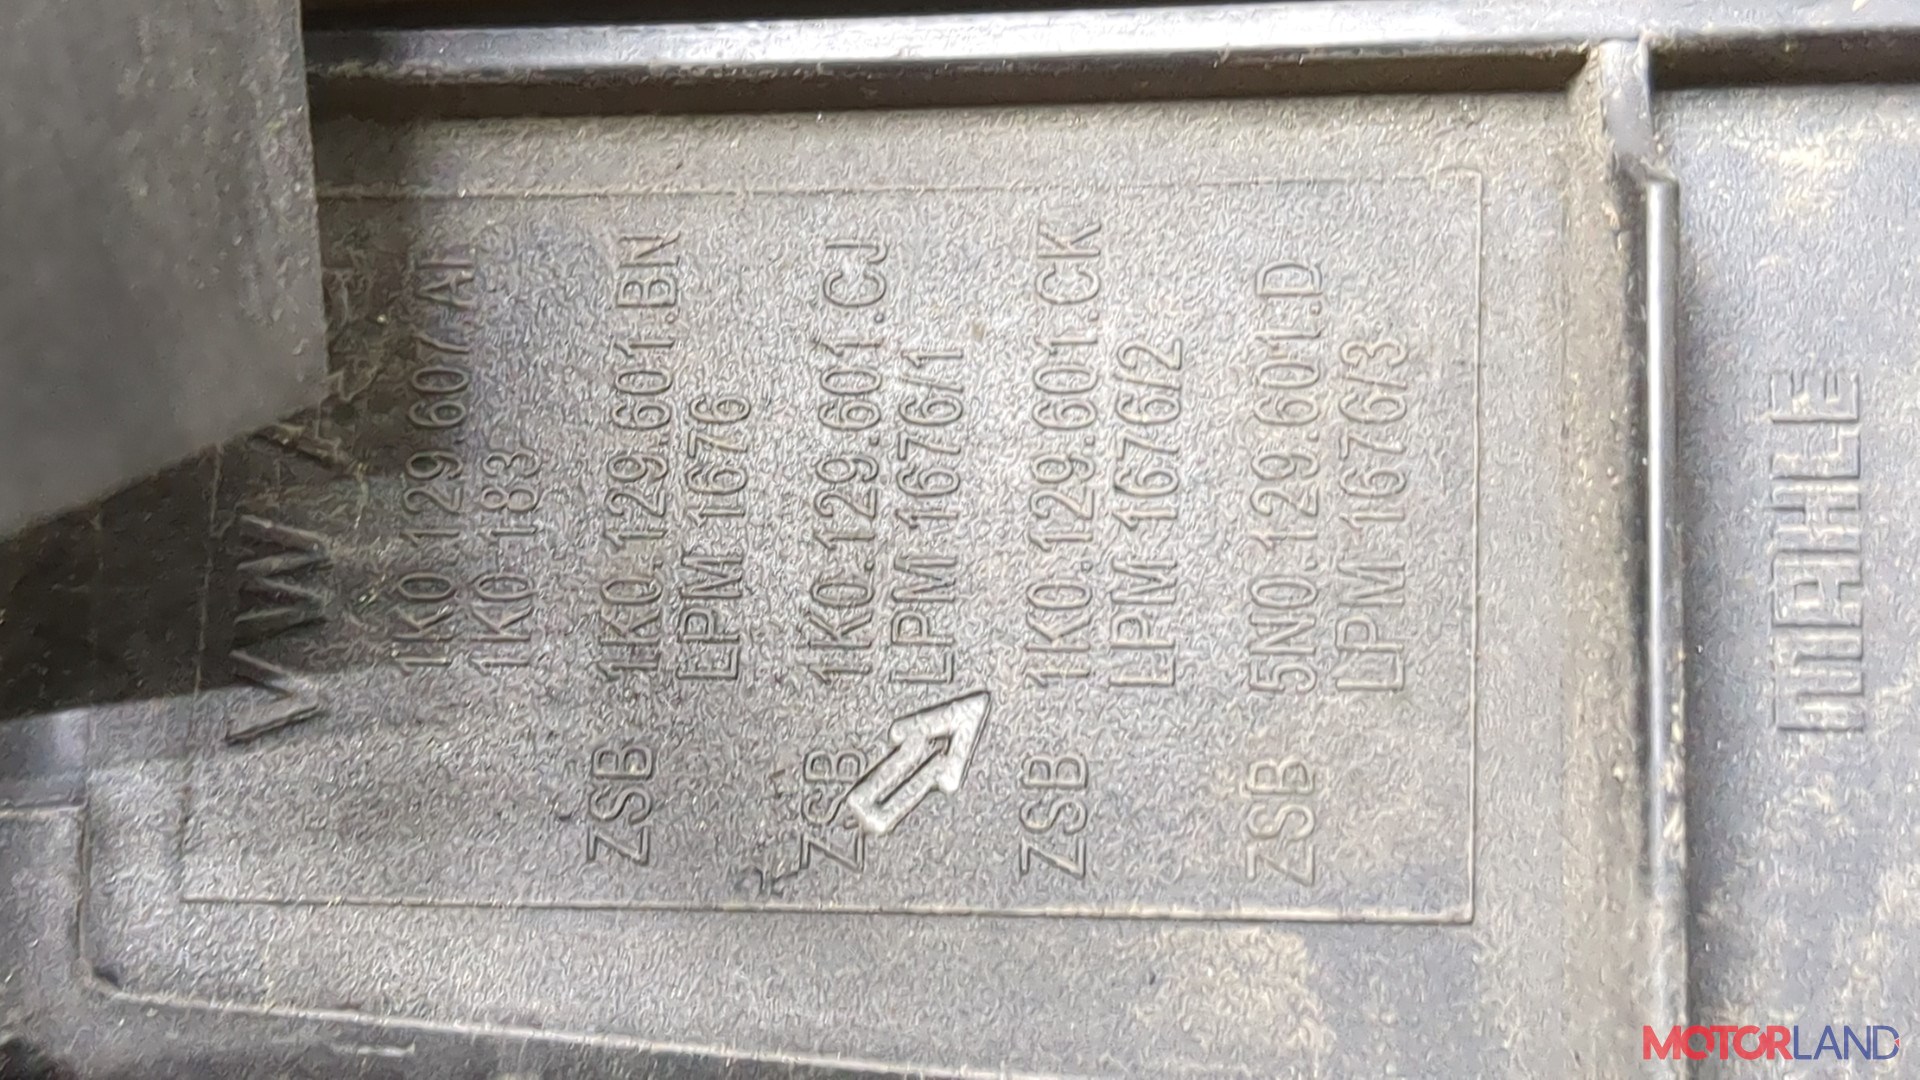 VW
1K0.129.607.AF
1K0 183
ZSB 1K0.129.601.BN
LPM 1676
ZSB 1K0.129.601.CJ
LPM 1676/1
ZSB 1K0.129.601.CK
LPM 1676/2
ZSB 5N0.129.601.D
LPM 1676/3
MAHLE
MOTORLAND